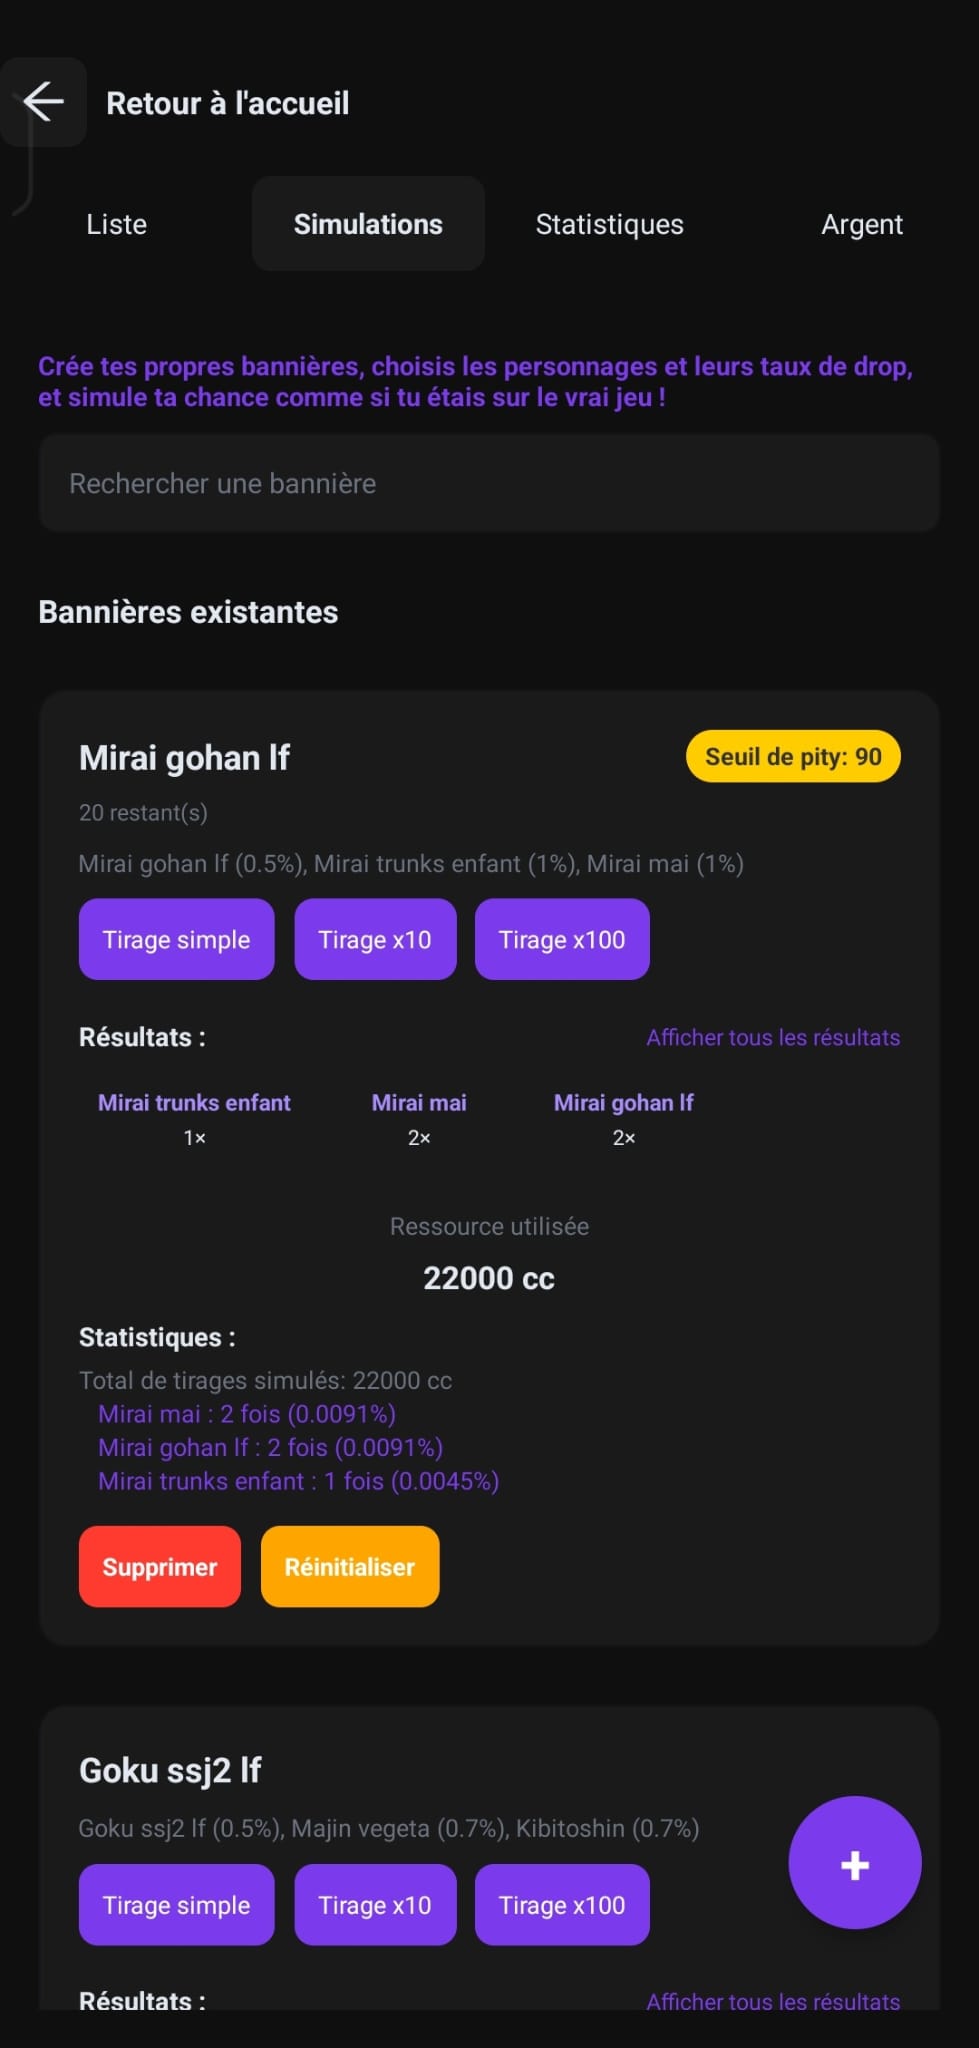 Retour à l'accueil
Liste
Simulations
Statistiques
Argent
Crée tes propres bannières, choisis les personnages et leurs taux de drop,
et simule ta chance comme si tu étais sur le vrai jeu !
Rechercher une bannière
Bannières existantes
Mirai gohan lf
Seuil de pity: 90
20 restant(s)
Mirai gohan lf (0.5%), Mirai trunks enfant (1%), Mirai mai (1%)
Tirage simple
Tirage x10
Tirage x100
Résultats :
Afficher tous les résultats
Mirai trunks enfant
1×
Mirai mai
2×
Mirai gohan lf
2×
Ressource utilisée
22000 cc
Statistiques :
Total de tirages simulés: 22000 cc
Mirai mai : 2 fois (0.0091%)
Mirai gohan lf : 2 fois (0.0091%)
Mirai trunks enfant : 1 fois (0.0045%)
Supprimer
Réinitialiser
Goku ssj2 lf
Goku ssj2 lf (0.5%), Majin vegeta (0.7%), Kibitoshin (0.7%)
Tirage simple
Tirage x10
Tirage x100
+
Résultats :
Afficher tous les résultats